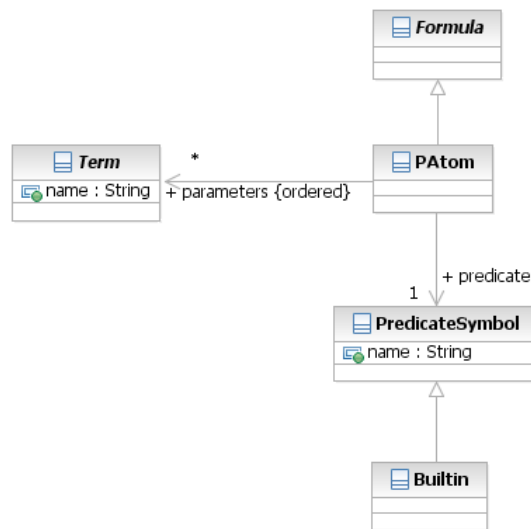 Formula
*
Term
PAtom
name : String
+ parameters {ordered}
+ predicate
1
PredicateSymbol
name : String
Builtin